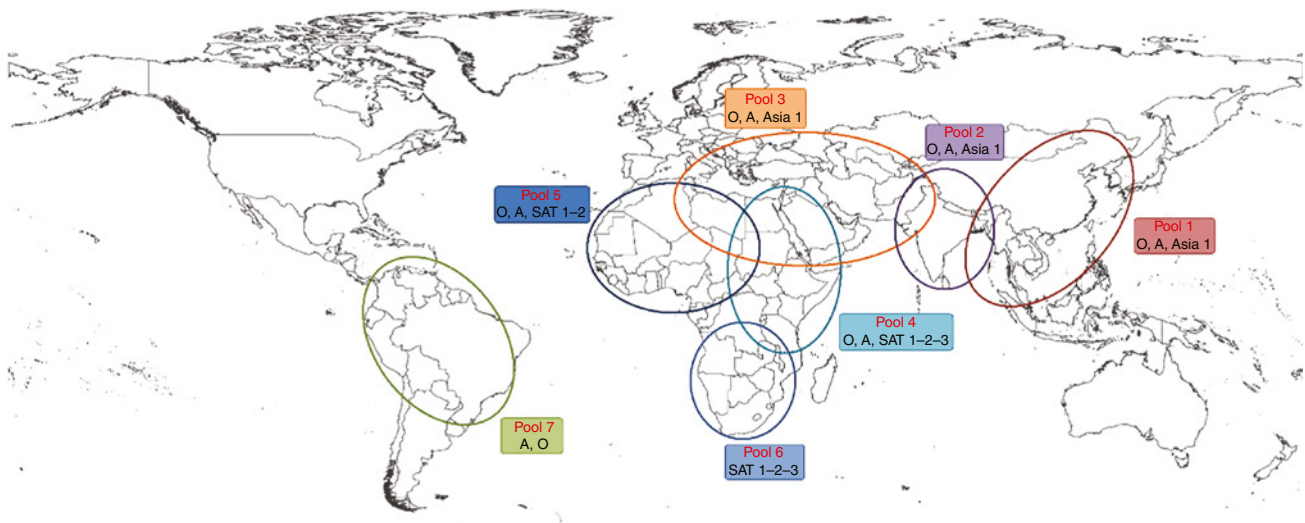 Pool 3
O, A, Asia 1
Pool 2
O, A, Asia 1
Pool 5
O, A, SAT 1–2
Pool 1
O, A, Asia 1
Pool 4
O, A, SAT 1–2–3
Pool 7
A, O
Pool 6
SAT 1–2–3